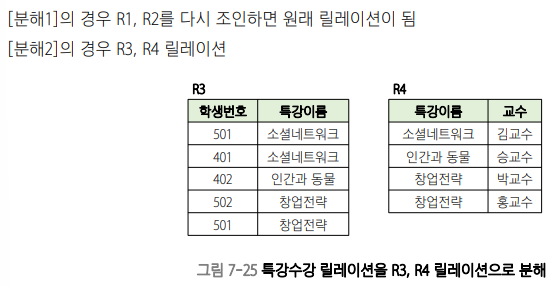 [분해1]의 경우 R1, R2를 다시 조인하면 원래 릴레이션이 됨
[분해2]의 경우 R3, R4 릴레이션
R3 R4
학생번호 특강이름 특강이름 교수
501 소셜네트워크 소셜네트워크 김교수
401 소셜네트워크 인간과 동물 승교수
402 인간과 동물 창업전략 박교수
502 창업전략 창업전략 홍교수
501 창업전략
그림 7-25 특강수강 릴레이션을 R3, R4 릴레이션으로 분해